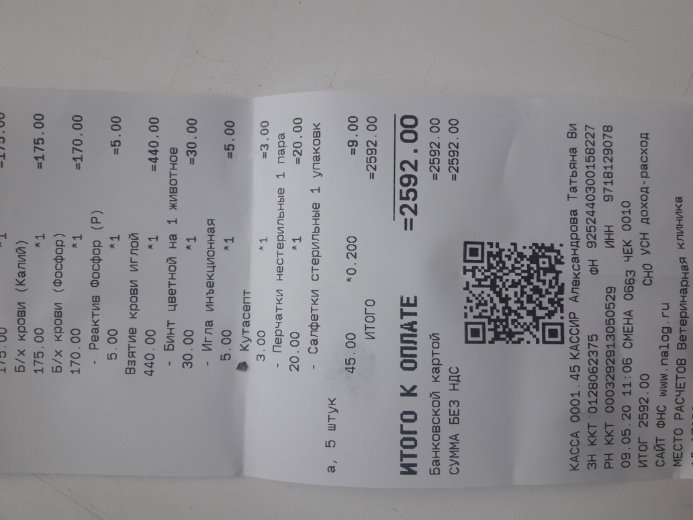 175.00 *1 =175.00
Б/х крови (Калий)
175.00 *1 =175.00
Б/х крови (Фосфор)
170.00 *1 =170.00
- Реактив Фосфор (P)
5.00 *1 =5.00
Взятие крови иглой
440.00 *1 =440.00
- Бинт цветной на 1 животное
30.00 *1 =30.00
- Игла инъекционная
5.00 *1 =5.00
- Кутасепт
3.00 *1 =3.00
- Перчатки нестерильные 1 пара
20.00 *1 =20.00
- Салфетки стерильные 1 упаковк
а, 5 штук
45.00 *0.200 =9.00
ИТОГО =2592.00
ИТОГО К ОПЛАТЕ =2592.00
Банковской картой =2592.00
СУММА БЕЗ НДС =2592.00
КАССА 0001.45 КАССИР Александрова Татьяна Ви
ЗН ККТ 0128062375 ФН 9252440300158227
РН ККТ 0003292913050529 ИНН 9718129078
09.05.20 11:06 СМЕНА 0663 ЧЕК 0010
ИТОГ 2592.00 СНО УСН доход-расход
САЙТ ФНС www.nalog.ru
МЕСТО РАСЧЕТОВ Ветеринарная клиника